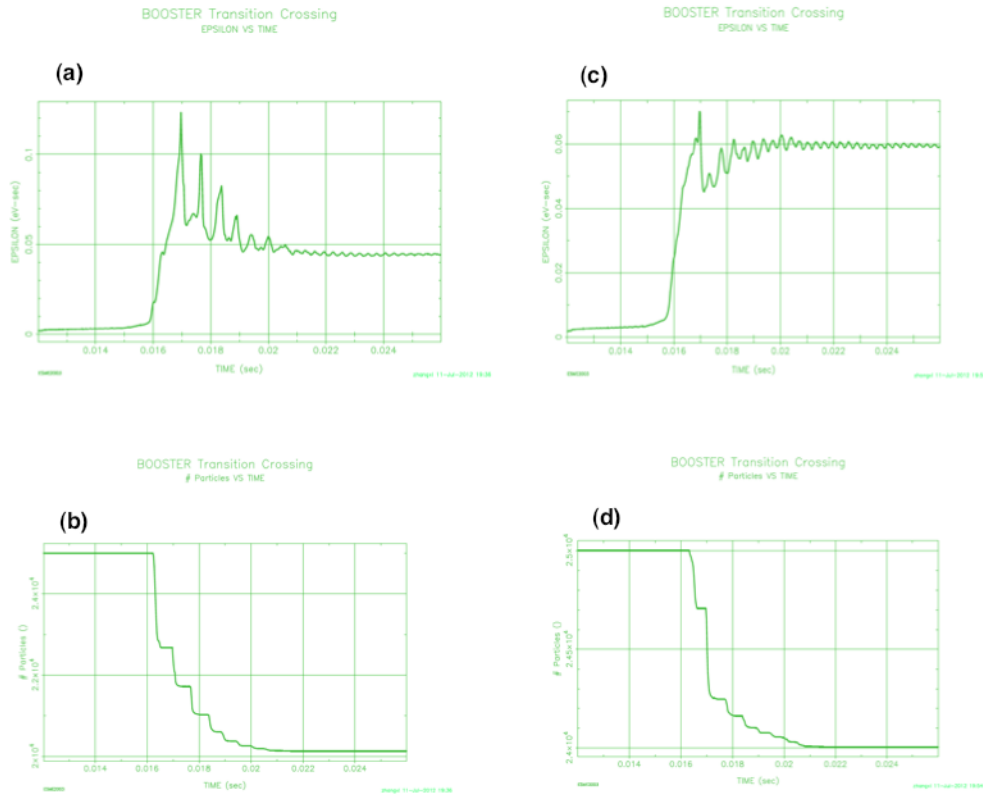 BOOSTER Transition Crossing
EPSILON VS TIME
(a)
EPSILON (eV-sec)
0.1
0.05
0
0.014 0.016 0.018 0.02 0.022 0.024
TIME (sec)
BOOSTER Transition Crossing
EPSILON VS TIME
(c)
EPSILON (eV-sec)
0.06
0.04
0.02
0
0.014 0.016 0.018 0.02 0.022 0.024
TIME (sec)
BOOSTER Transition Crossing
# Particles VS TIME
(b)
# Particles ()
2.4×10⁴
2.2×10⁴
2×10⁴
0.014 0.016 0.018 0.02 0.022 0.024
TIME (sec)
BOOSTER Transition Crossing
# Particles VS TIME
(d)
# Particles ()
2.5×10⁴
2.45×10⁴
2.4×10⁴
0.014 0.016 0.018 0.02 0.022 0.024
TIME (sec)